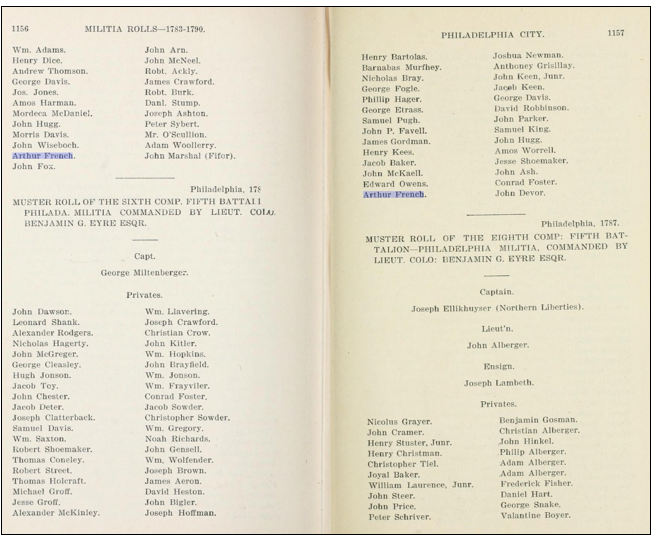 1156 MILITIA ROLLS—1783-1790.
Wm. Adams.
Henry Dice.
Andrew Thomson.
George Davis.
Jos. Jones.
Amos Harman.
Mordeca McDaniel.
John Hugg.
Morris Davis.
John Wiseboch.
Arthur French.
John Fox.
John Arn.
John McNeel.
Robt. Ackly.
James Crawford.
Robt. Burk.
Danl. Stump.
Joseph Ashton.
Peter Sybert.
Mr. O'Scullion.
Adam Woollerry.
John Marshal (Fifer).
Philadelphia, 178
MUSTER ROLL OF THE SIXTH COMP. FIFTH BATTAL
PHILADA. MILITIA COMMANDED BY LIEUT. COLO.
BENJAMIN G. EYRE ESQR.
Capt.
George Miltenberger.
Privates.
John Dawson.
Leonard Shank.
Alexander Rodgers.
Nicholas Hagerty.
John McGreger.
George Cleasley.
Hugh Jonson.
Jacob Toy.
John Chester.
Jacob Deter.
Joseph Clatterback.
Samuel Davis.
Wm. Saxton.
Robert Shoemaker.
Thomas Coneley.
Robert Street.
Thomas Holcraft.
Michael Groff.
Jesse Groff.
Alexander McKinley.
Wm. Llavering.
Joseph Crawford.
Christian Crow.
John Kitler.
Wm. Hopkins.
John Brayfield.
Wm. Jonson.
Wm. Frayviler.
Conrad Foster,
Jacob Sowder.
Christopher Sowder.
Wm. Gregory.
Noah Richards.
John Gensell.
Wm. Wolfender.
Joseph Brown.
James Aeron.
David Heston.
John Bigler.
Joseph Hoffman.
PHILADELPHIA CITY. 1157
Henry Bartolas.
Barnabas Murfhey.
Nicholas Bray.
George Fogle.
Phillip Hager.
George Etrass.
Samuel Pugh.
John P. Favell.
James Gordman.
Henry Kees.
Jacob Baker.
John McKaell.
Edward Owens.
Arthur French.
Joshua Newman.
Anthoney Grisillay.
John Keen, Junr.
Jacob Keen.
George Davis.
David Robbinson.
John Parker.
Samuel King.
John Hugg.
Amos Worrell.
Jesse Shoemaker.
John Ash.
Conrad Foster.
John Devor.
Philadelphia, 1787.
MUSTER ROLL OF THE EIGHTH COMP: FIFTH BAT-
TALION—PHILADELPHIA MILITIA, COMMANDED BY
LIEUT. COLO: BENJAMIN G. EYRE ESQR.
Captain.
Joseph Ellikhuyser (Northern Liberties).
Lieut'n.
John Alberger.
Ensign.
Joseph Lambeth.
Privates.
Nicolus Grayer.
John Cramer.
Henry Stuster, Junr.
Henry Christman.
Christopher Tiel.
Joyal Baker.
William Laurence, Junr.
John Steer.
John Price.
Peter Schriver.
Benjamin Gosman.
Christian Alberger.
John Hinkel.
Philip Alberger.
Adam Alberger.
Adam Alberger.
Frederick Fisher.
Daniel Hart.
George Snake.
Valantine Boyer.